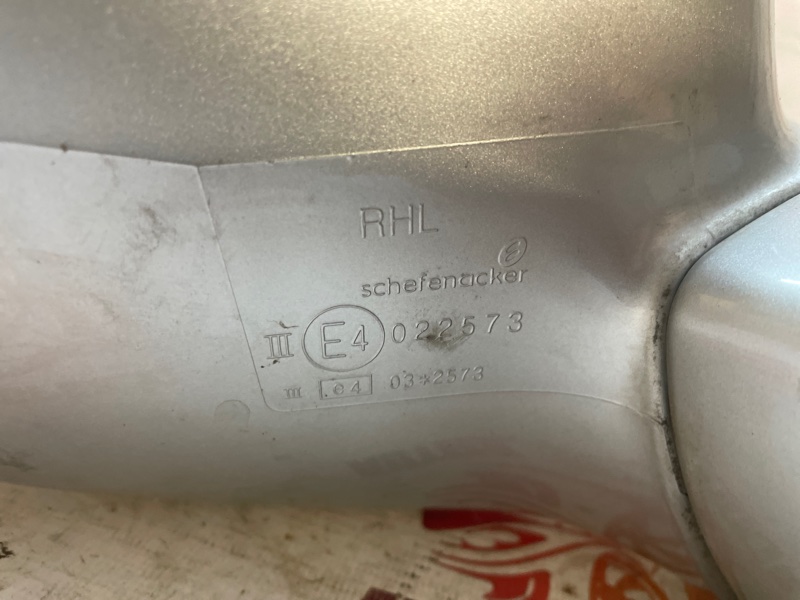 RHL
schefenacker
III E4 022573
III e4 03*2573